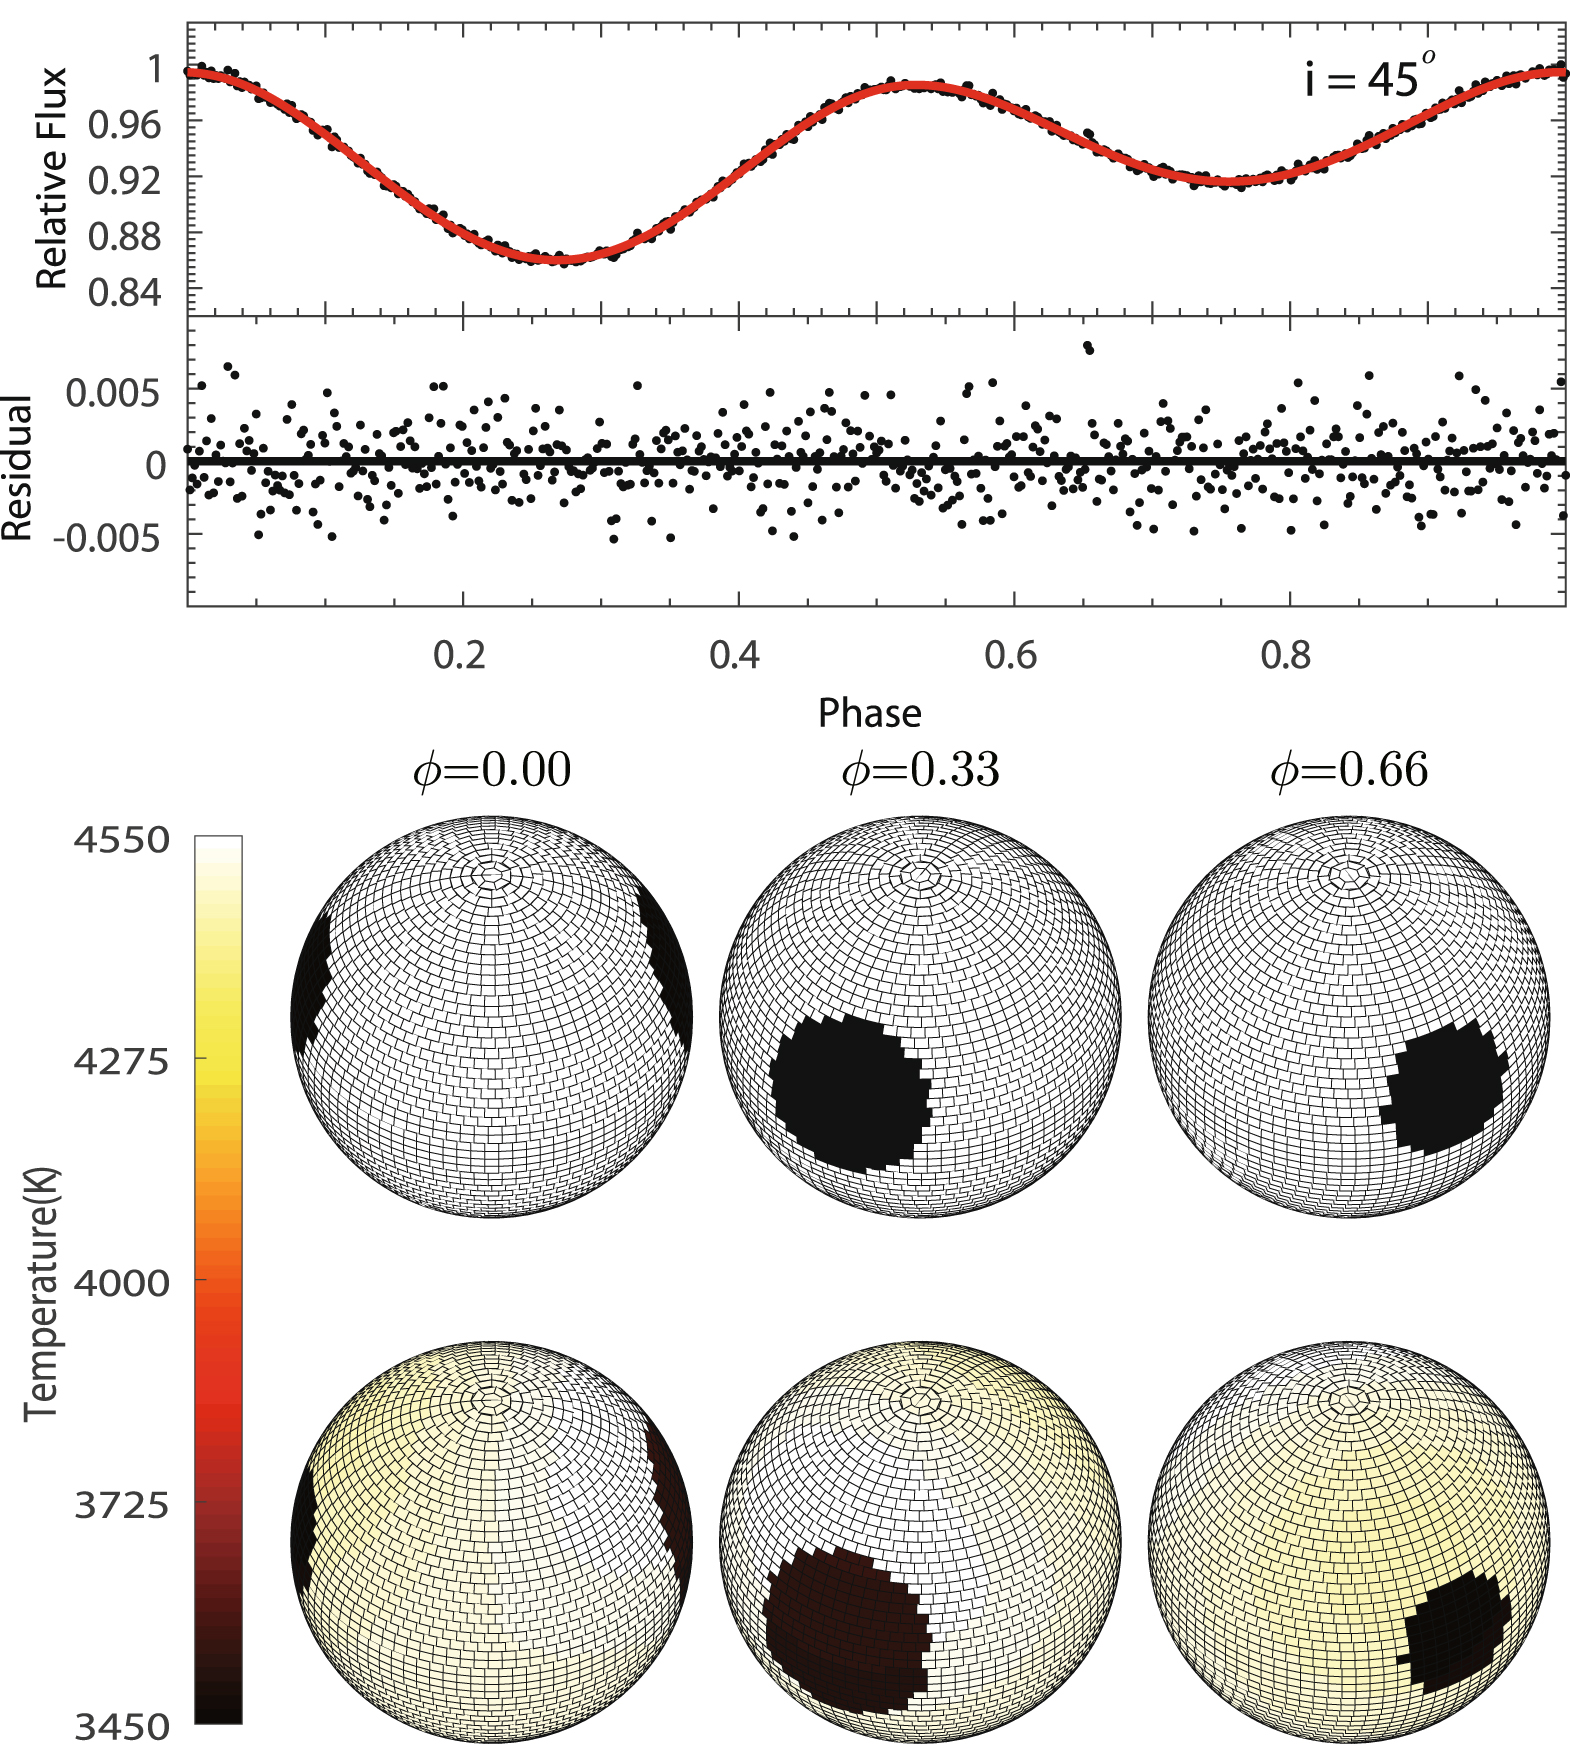 i = 45°
Relative Flux
1
0.96
0.92
0.88
0.84
Residual
0.005
0
-0.005
0.2 0.4 0.6 0.8
Phase
ϕ=0.00 ϕ=0.33 ϕ=0.66
Temperature(K)
4550
4275
4000
3725
3450